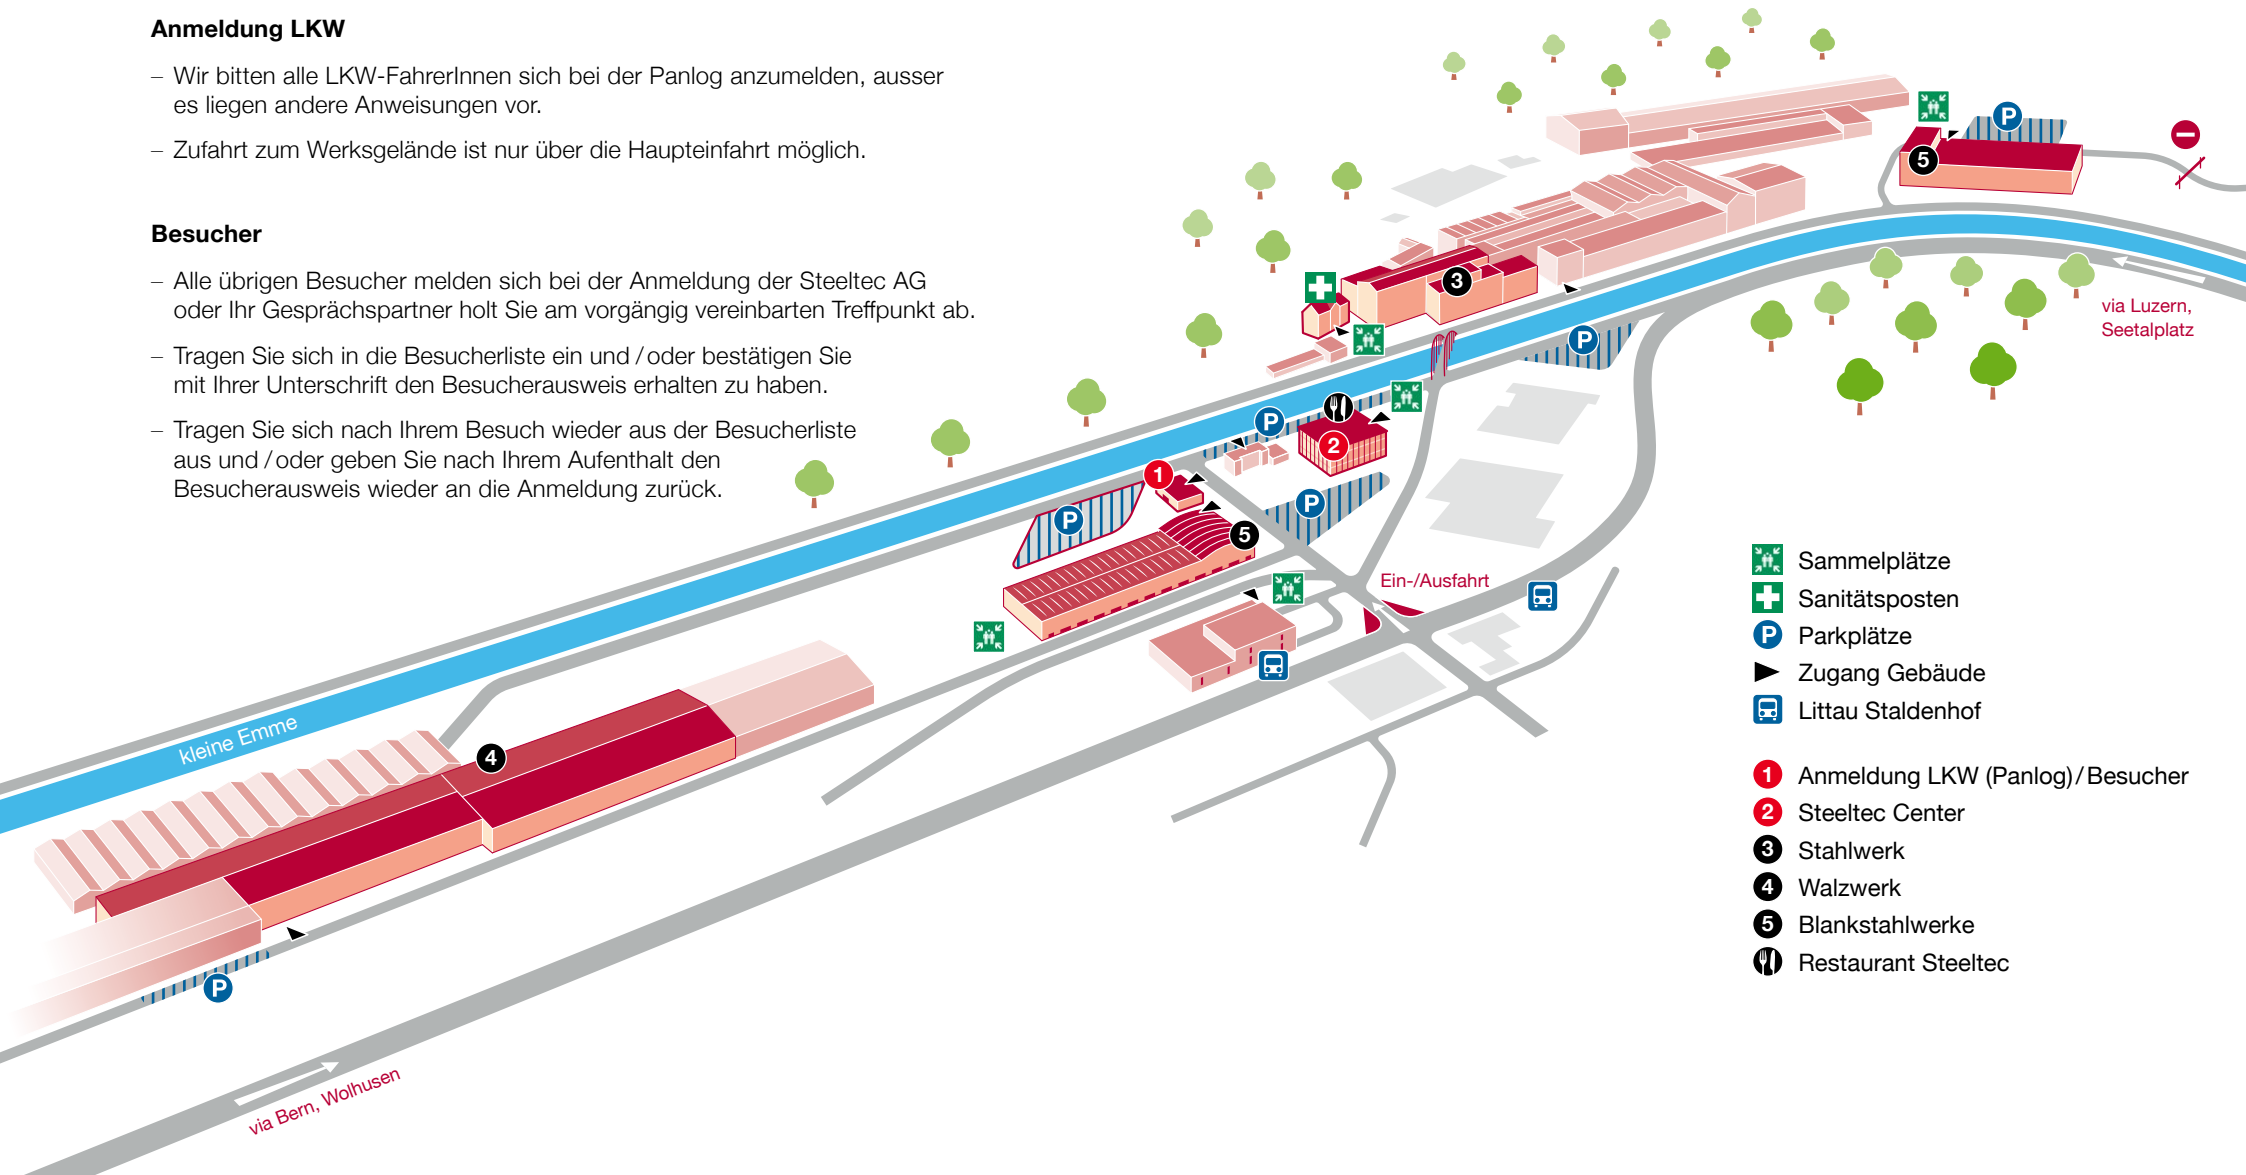 Anmeldung LKW
– Wir bitten alle LKW-FahrerInnen sich bei der Panlog anzumelden, ausser
es liegen andere Anweisungen vor.
– Zufahrt zum Werksgelände ist nur über die Haupteinfahrt möglich.
Besucher
– Alle übrigen Besucher melden sich bei der Anmeldung der Steeltec AG
oder Ihr Gesprächspartner holt Sie am vorgängig vereinbarten Treffpunkt ab.
– Tragen Sie sich in die Besucherliste ein und / oder bestätigen Sie
mit Ihrer Unterschrift den Besucherausweis erhalten zu haben.
– Tragen Sie sich nach Ihrem Besuch wieder aus der Besucherliste
aus und / oder geben Sie nach Ihrem Aufenthalt den
Besucherausweis wieder an die Anmeldung zurück.
P
5
3
via Luzern,
Seetalplatz
P
P
2
1
P
P
5
Ein-/Ausfahrt
kleine Emme
4
P
via Bern, Wolhusen
Sammelplätze
Sanitätsposten
P Parkplätze
Zugang Gebäude
Littau Staldenhof
1 Anmeldung LKW (Panlog) / Besucher
2 Steeltec Center
3 Stahlwerk
4 Walzwerk
5 Blankstahlwerke
Restaurant Steeltec